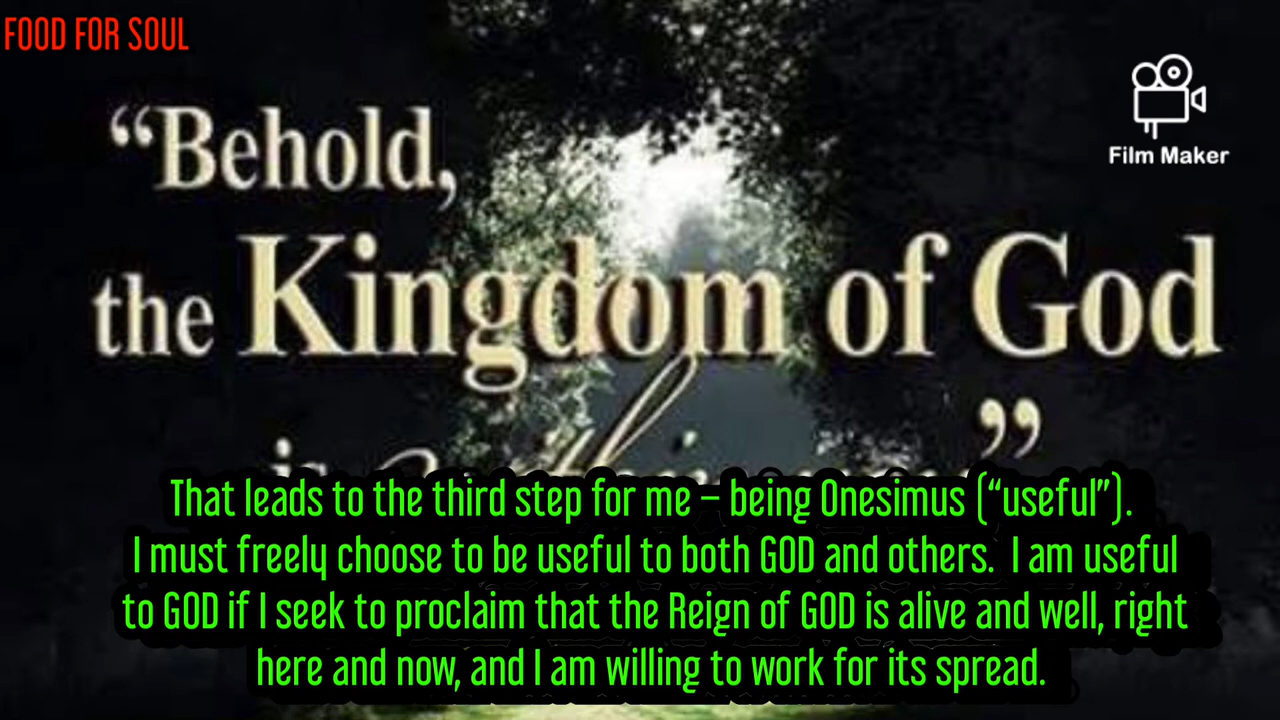 FOOD FOR SOUL
Film Maker
“Behold,
the Kingdom of God
is ”
That leads to the third step for me – being Onesimus (“useful”).
I must freely choose to be useful to both GOD and others. I am useful
to GOD if I seek to proclaim that the Reign of GOD is alive and well, right
here and now, and I am willing to work for its spread.